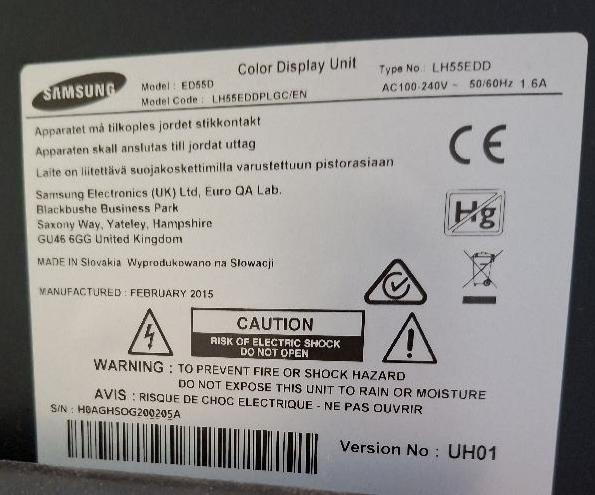 SAMSUNG
Color Display Unit
Model : ED55D
Type No : LH55EDD
Model Code : LH55EDDPLGC/EN
AC100-240V ~ 50/60Hz 1.6A
Apparatet må tilkoples jordet stikkontakt
Apparaten skall anslutas till jordat uttag
Laite on liitettävä suojakoskettimilla varustettuun pistorasiaan
CE
Samsung Electronics (UK) Ltd, Euro QA Lab.
Blackbushe Business Park
Saxony Way, Yateley, Hampshire
GU46 6GG United Kingdom
Hg
MADE IN Slovakia Wyprodukowano na Słowacji
MANUFACTURED : FEBRUARY 2015
CAUTION
RISK OF ELECTRIC SHOCK
DO NOT OPEN
WARNING : TO PREVENT FIRE OR SHOCK HAZARD
DO NOT EXPOSE THIS UNIT TO RAIN OR MOISTURE
AVIS : RISQUE DE CHOC ELECTRIQUE - NE PAS OUVRIR
S/N : H0AGHSOG200205A
Version No : UH01